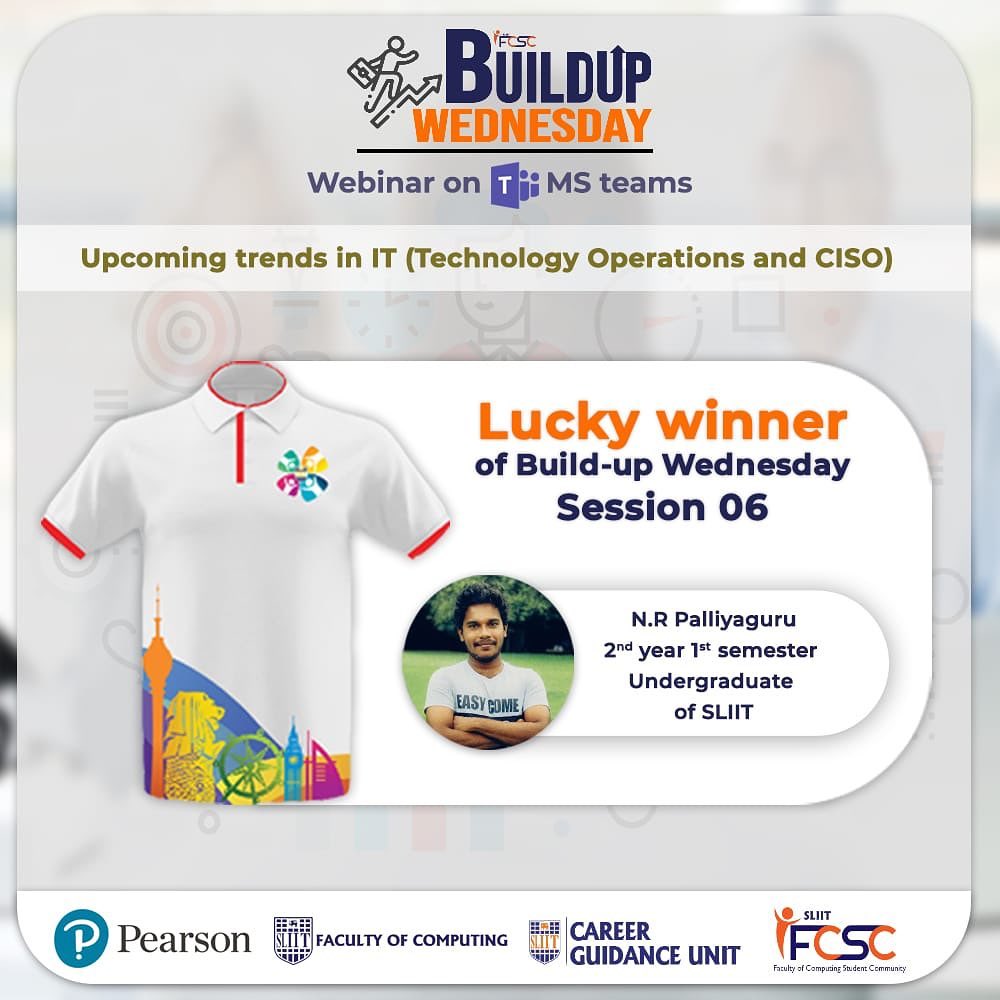 FCSC
BUILDUP
WEDNESDAY
Webinar on T MS teams
Upcoming trends in IT (Technology Operations and CISO)
Lucky winner
of Build-up Wednesday
Session 06
N.R Palliyaguru
2nd year 1st semester
Undergraduate
of SLIIT
EASY COME
P Pearson
SLIIT FACULTY OF COMPUTING
SLIIT CAREER
GUIDANCE UNIT
SLIIT
FCSC
Faculty of Computing Student Community